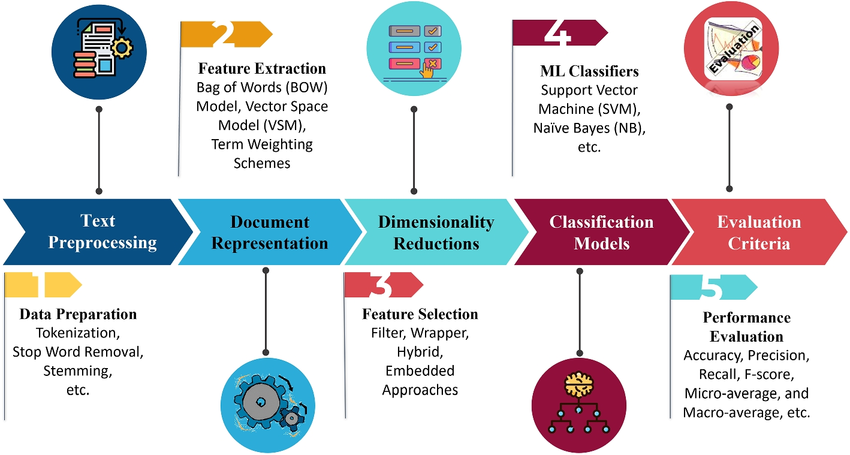 2
Feature Extraction
Bag of Words (BOW)
Model, Vector Space
Model (VSM),
Term Weighting
Schemes
4
ML Classifiers
Support Vector
Machine (SVM),
Naïve Bayes (NB),
etc.
Evaluation
Text
Preprocessing
Document
Representation
Dimensionality
Reductions
Classification
Models
Evaluation
Criteria
1
Data Preparation
Tokenization,
Stop Word Removal,
Stemming,
etc.
3
Feature Selection
Filter, Wrapper,
Hybrid,
Embedded
Approaches
5
Performance
Evaluation
Accuracy, Precision,
Recall, F-score,
Micro-average, and
Macro-average, etc.